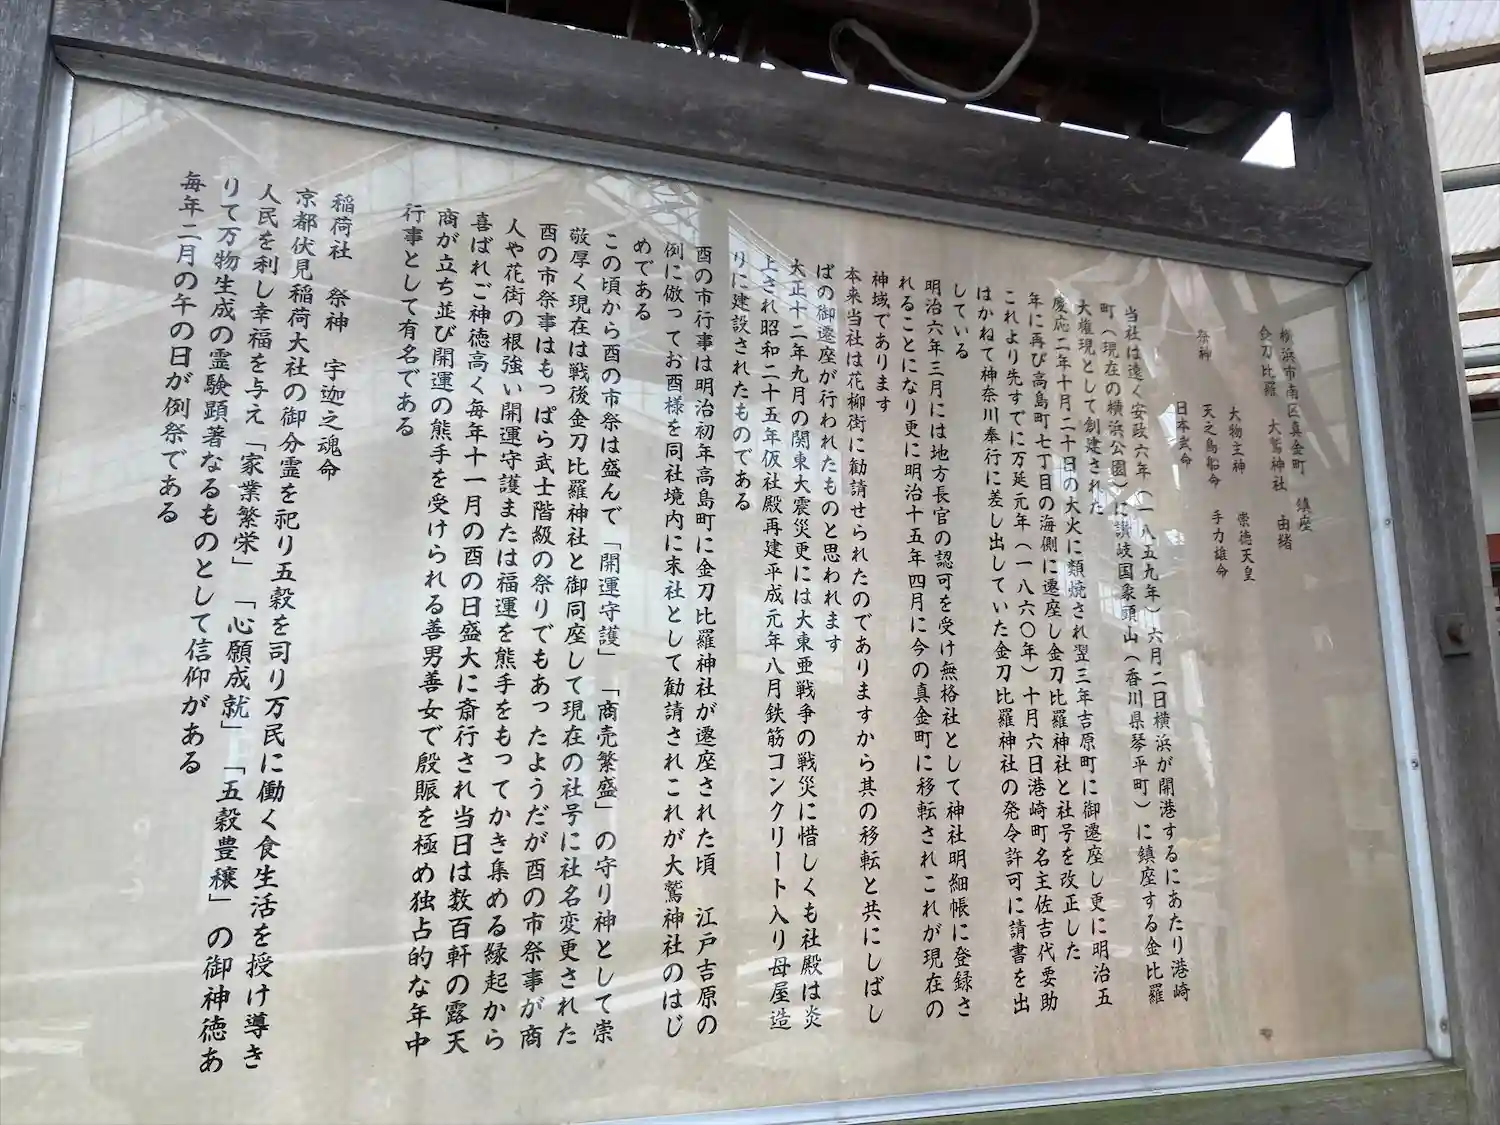 横浜市南区真金町　鎮座
金刀比羅　大鷲神社　由緒
大物主神　崇徳天皇
祭神　天之鳥船命　手力雄命
日本武命
当社は遠く安政六年（一八五九年）六月二日横浜が開港するにあたり港崎
町（現在の横浜公園）に讃岐国象頭山（香川県琴平町）に鎮座する金比羅
大権現として創建された
慶応二年十月二十日の大火に類焼され翌三年吉原町に御遷座し更に明治五
年に再び高島町七丁目の海側に遷座し金刀比羅神社と社号を改正した
これより先すでに万延元年（一八六〇年）十月六日港崎町名主佐吉代要助
はかねて神奈川奉行に差し出していた金刀比羅神社の発令許可に請書を出
している
明治六年三月には地方長官の認可を受け無格社として神社明細帳に登録さ
れることになり更に明治十五年四月に今の真金町に移転されこれが現在の
神域であります
本来当社は花柳街に勧請せられたのでありますから其の移転と共にしばし
ばの御遷座が行われたものと思われます
大正十二年九月の関東大震災更には大東亜戦争の戦災に惜しくも社殿は炎
上され昭和二十五年仮社殿再建平成元年八月鉄筋コンクリート入り母屋造
りに建設されたものである
酉の市行事は明治初年高島町に金刀比羅神社が遷座された頃　江戸吉原の
例に倣ってお酉様を同社境内に末社として勧請されこれが大鷲神社のはじ
めである
この頃から酉の市祭は盛んで「開運守護」「商売繁盛」の守り神として崇
敬厚く現在は戦後金刀比羅神社と御同座して現在の社号に社名変更された
酉の市祭事はもっぱら武士階級の祭りでもあったようだが酉の市祭事が商
人や花街の根強い開運守護または福運を熊手をもってかき集める縁起から
喜ばれご神徳高く毎年十一月の酉の日盛大に斎行され当日は数百軒の露天
商が立ち並び開運の熊手を受けられる善男善女で殷賑を極め独占的な年中
行事として有名である
稲荷社　祭神　宇迦之魂命
京都伏見稲荷大社の御分霊を祀り五穀を司り万民に働く食生活を授け導き
人民を利し幸福を与え「家業繁栄」「心願成就」「五穀豊穣」の御神徳あ
りて万物生成の霊験顕著なるものとして信仰がある
毎年二月の午の日が例祭である